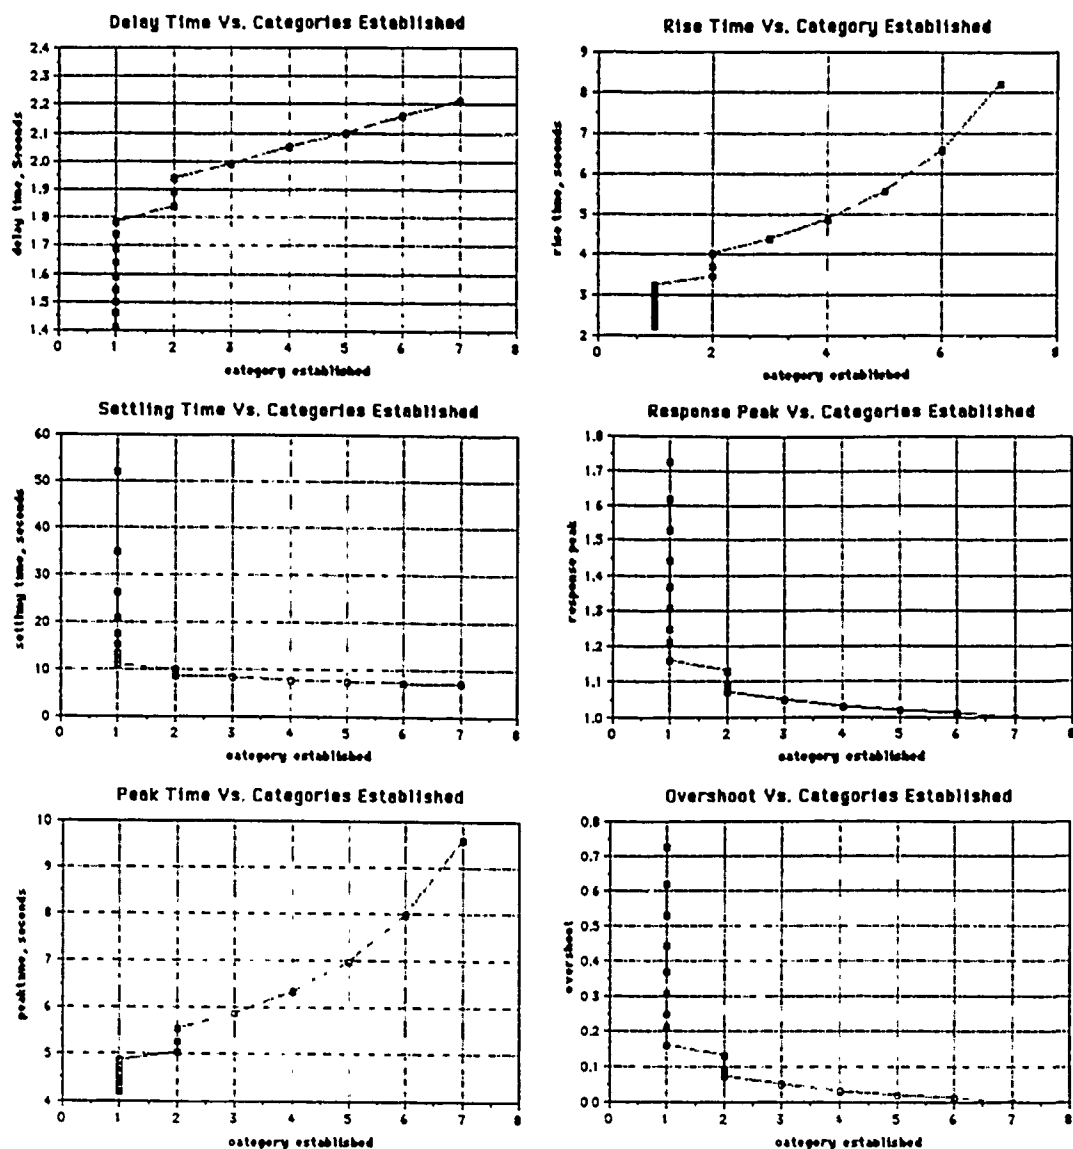 Delay Time Vs. Categories Established
2.4
2.3
2.2
2.1
2.0
1.9
1.8
1.7
1.6
1.5
1.4
delay time, Seconds
0 1 2 3 4 5 6 7 8
category established
Rise Time Vs. Category Established
9
8
7
6
5
4
3
2
rise time, seconds
0 2 4 6 8
category established
Settling Time Vs. Categories Established
60
50
40
30
20
10
0
settling time, seconds
0 1 2 3 4 5 6 7 8
category established
Response Peak Vs. Categories Established
1.8
1.7
1.6
1.5
1.4
1.3
1.2
1.1
1.0
response peak
0 1 2 3 4 5 6 7 8
category established
Peak Time Vs. Categories Established
10
9
8
7
6
5
4
peaktime, seconds
0 1 2 3 4 5 6 7 8
category established
Overshoot Vs. Categories Established
0.8
0.7
0.6
0.5
0.4
0.3
0.2
0.1
0.0
overshoot
0 1 2 3 4 5 6 7 8
category established